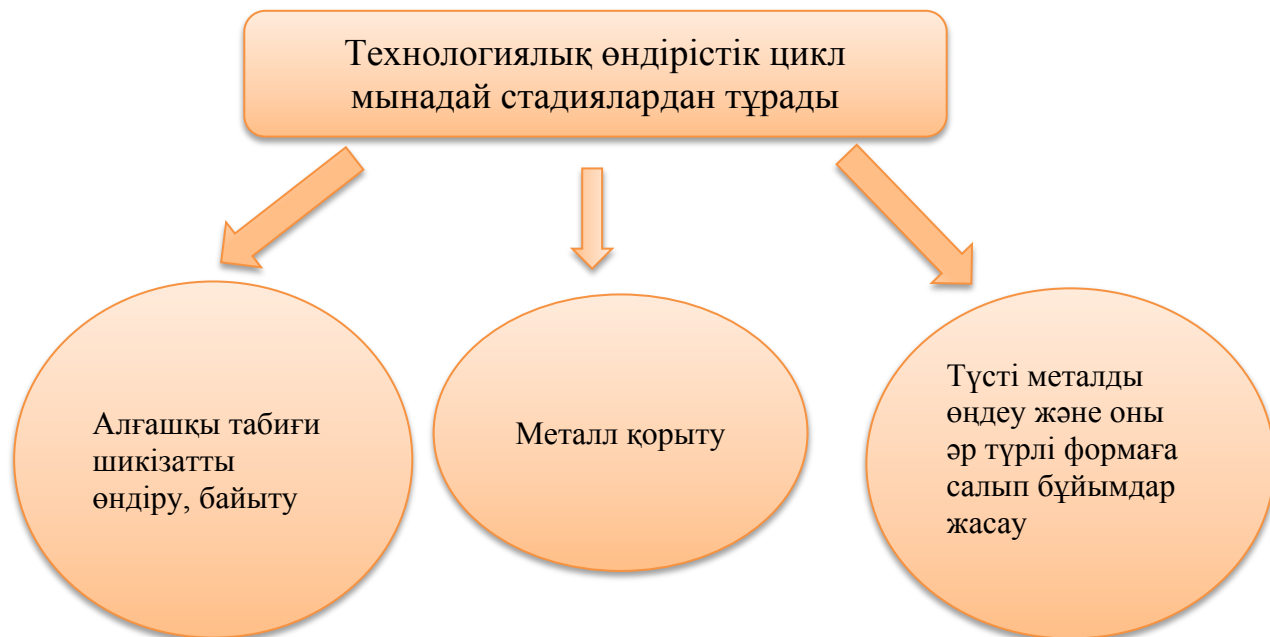 Технологиялық өндірістік цикл
мынадай стадиялардан тұрады
Алғашқы табиғи
шикізатты
өндіру, байыту
Металл қорыту
Түсті металды
өңдеу және оны
әр түрлі формаға
салып бұйымдар
жасау